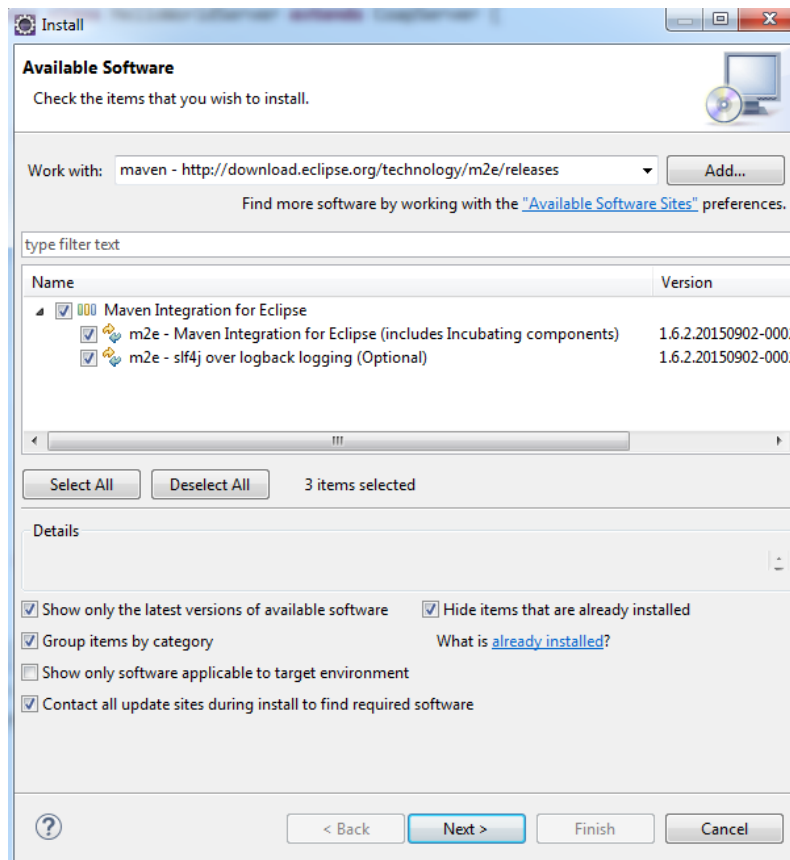 Install
Available Software
Check the items that you wish to install.
Work with: maven - http://download.eclipse.org/technology/m2e/releases Add...
Find more software by working with the "Available Software Sites" preferences.
type filter text
Name Version
Maven Integration for Eclipse
m2e - Maven Integration for Eclipse (includes Incubating components) 1.6.2.20150902-000
m2e - slf4j over logback logging (Optional) 1.6.2.20150902-000
Select All Deselect All 3 items selected
Details
Show only the latest versions of available software Hide items that are already installed
Group items by category What is already installed?
Show only software applicable to target environment
Contact all update sites during install to find required software
< Back Next > Finish Cancel